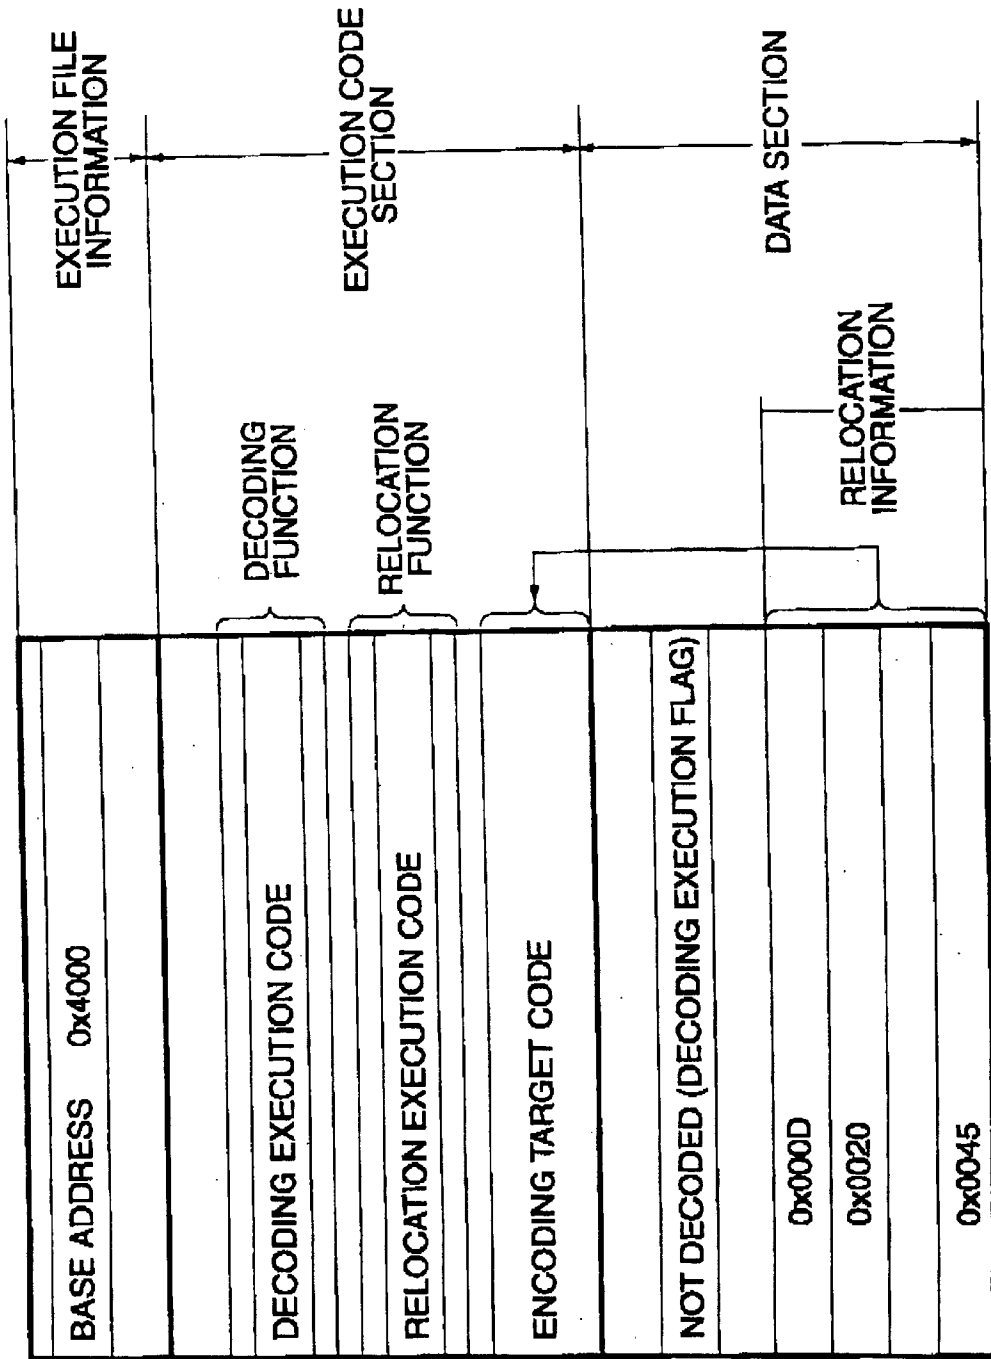 EXECUTION FILE
INFORMATION
EXECUTION CODE
SECTION
DATA SECTION
DECODING
FUNCTION
RELOCATION
FUNCTION
RELOCATION
INFORMATION
BASE ADDRESS 0x4000
DECODING EXECUTION CODE
RELOCATION EXECUTION CODE
ENCODING TARGET CODE
NOT DECODED (DECODING EXECUTION FLAG)
0x000D
0x0020
0x0045